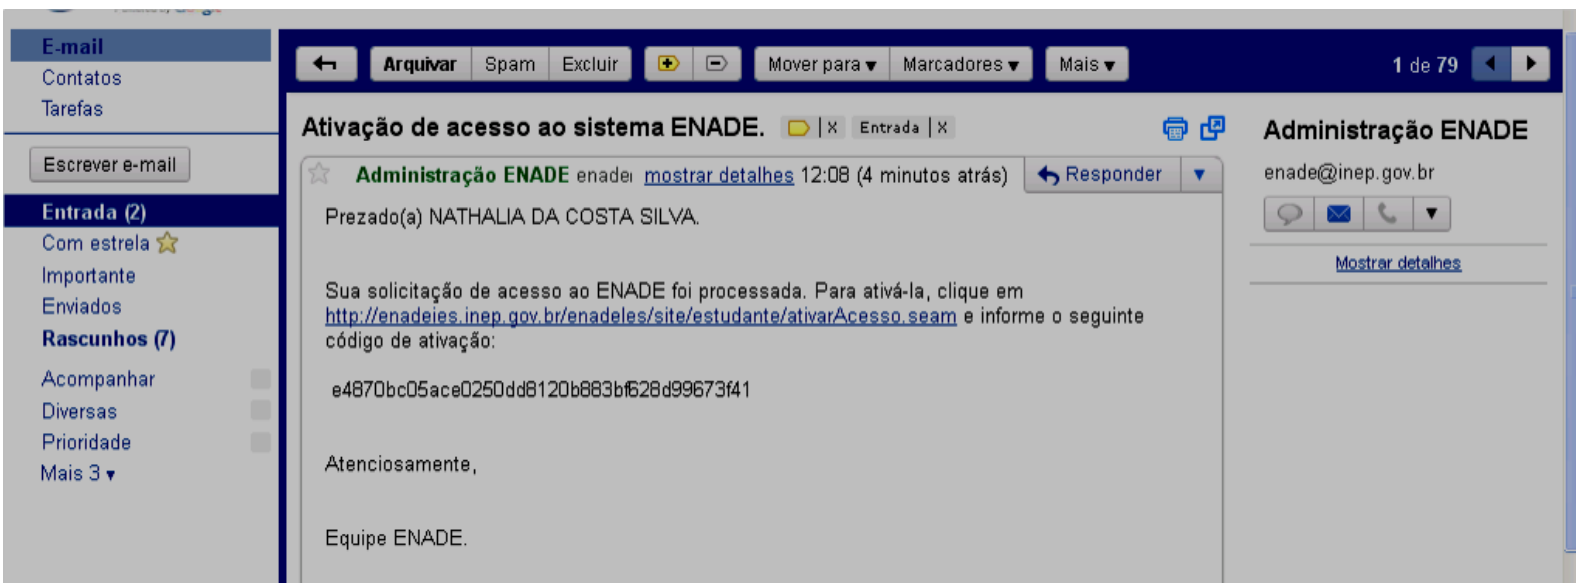 E-mail
Contatos
Tarefas
Escrever e-mail
Entrada (2)
Com estrela
Importante
Enviados
Rascunhos (7)
Acompanhar
Diversas
Prioridade
Mais 3 ▾
Arquivar Spam Excluir Mover para ▾ Marcadores ▾ Mais ▾ 1 de 79
Ativação de acesso ao sistema ENADE. | X Entrada | X
Administração ENADE mostrar detalhes 12:08 (4 minutos atrás) Responder ▾
Prezado(a) NATHALIA DA COSTA SILVA.
Sua solicitação de acesso ao ENADE foi processada. Para ativá-la, clique em
http://enadeies.inep.gov.br/enadeIes/site/estudante/ativarAcesso.seam e informe o seguinte
código de ativação:
e4870bc05ace0250dd8120b883bf628d99673f41
Atenciosamente,
Equipe ENADE.
Administração ENADE
enade@inep.gov.br
Mostrar detalhes